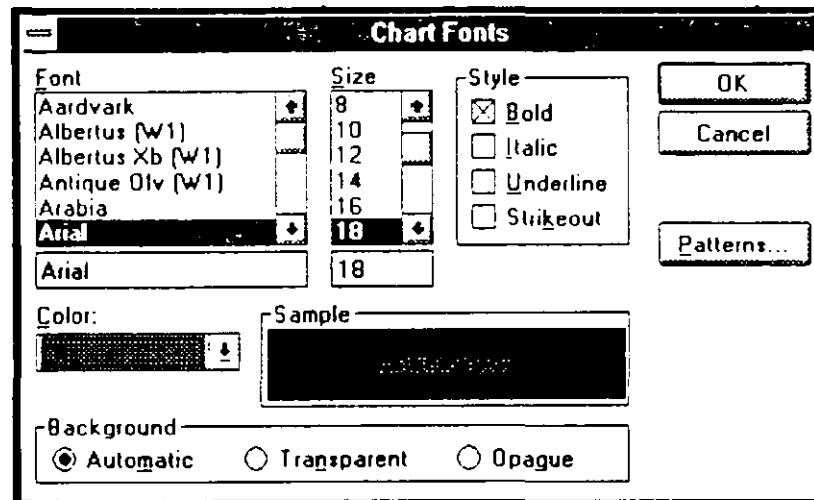 Chart Fonts
Font
Aardvark
Albertus (W1)
Albertus Xb (W1)
Antique Olv (W1)
Arabia
Arial
Arial
Size
8
10
12
14
16
18
18
Style
Bold
Italic
Underline
Strikeout
OK
Cancel
Patterns...
Color:
Sample
Background
Automatic
Transparent
Opague